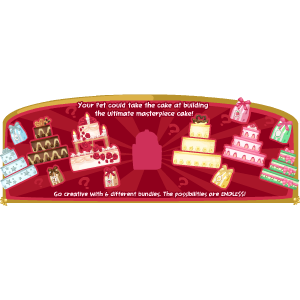 Your Pet could take the cake at building
the ultimate masterpiece cake!
Go creative with 6 different bundles. The possibilities are ENDLESS!